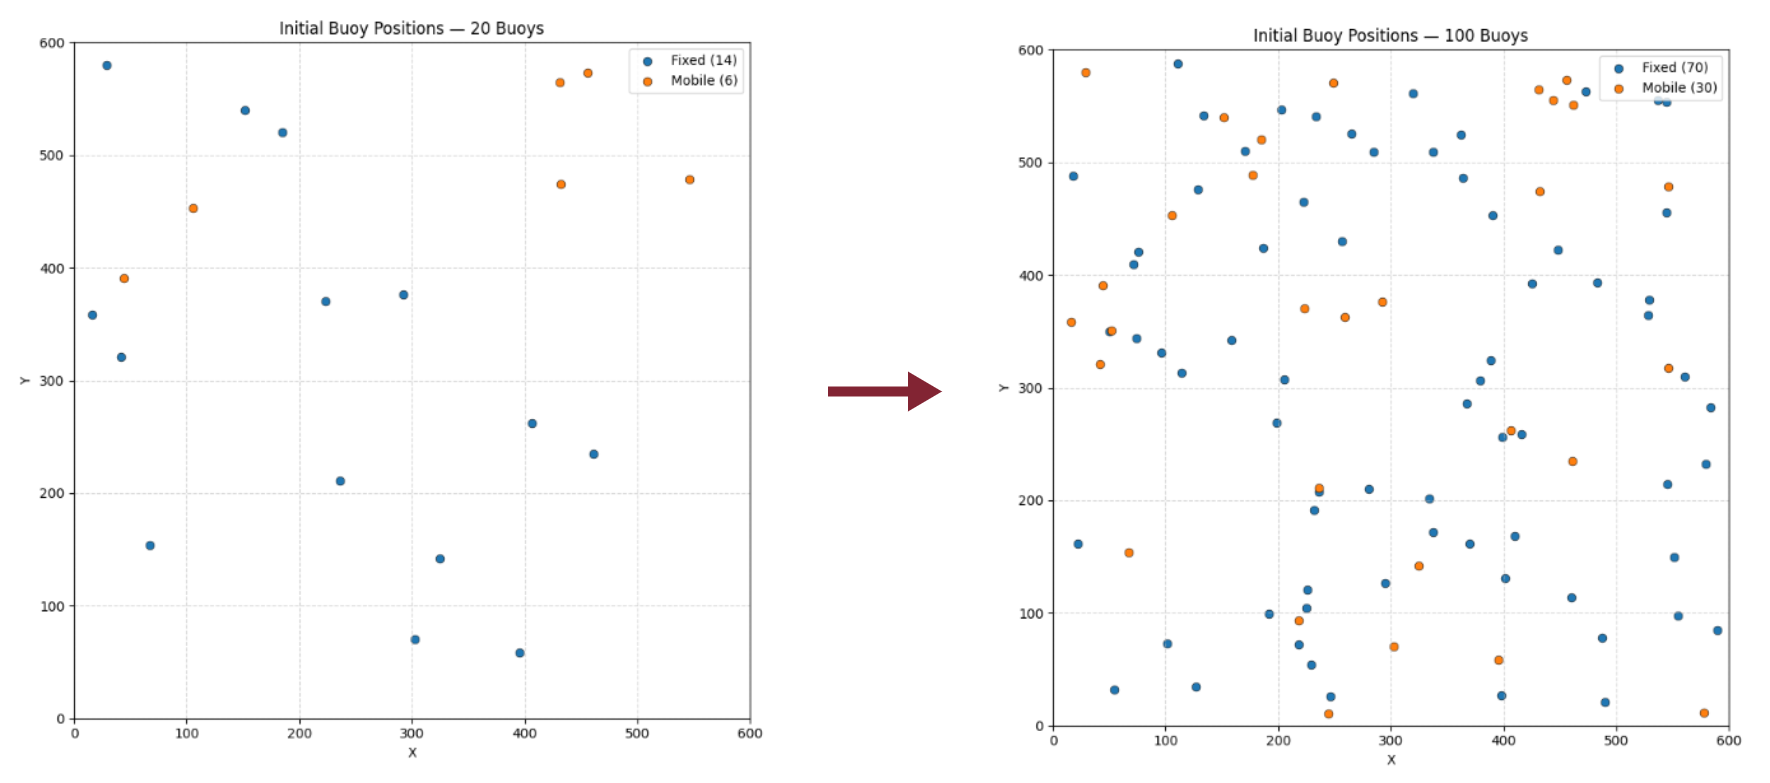 Initial Buoy Positions — 20 Buoys
Fixed (14)
Mobile (6)
600
500
400
300
200
100
0
Y
0 100 200 300 400 500 600
X
Initial Buoy Positions — 100 Buoys
Fixed (70)
Mobile (30)
600
500
400
300
200
100
0
Y
0 100 200 300 400 500 600
X